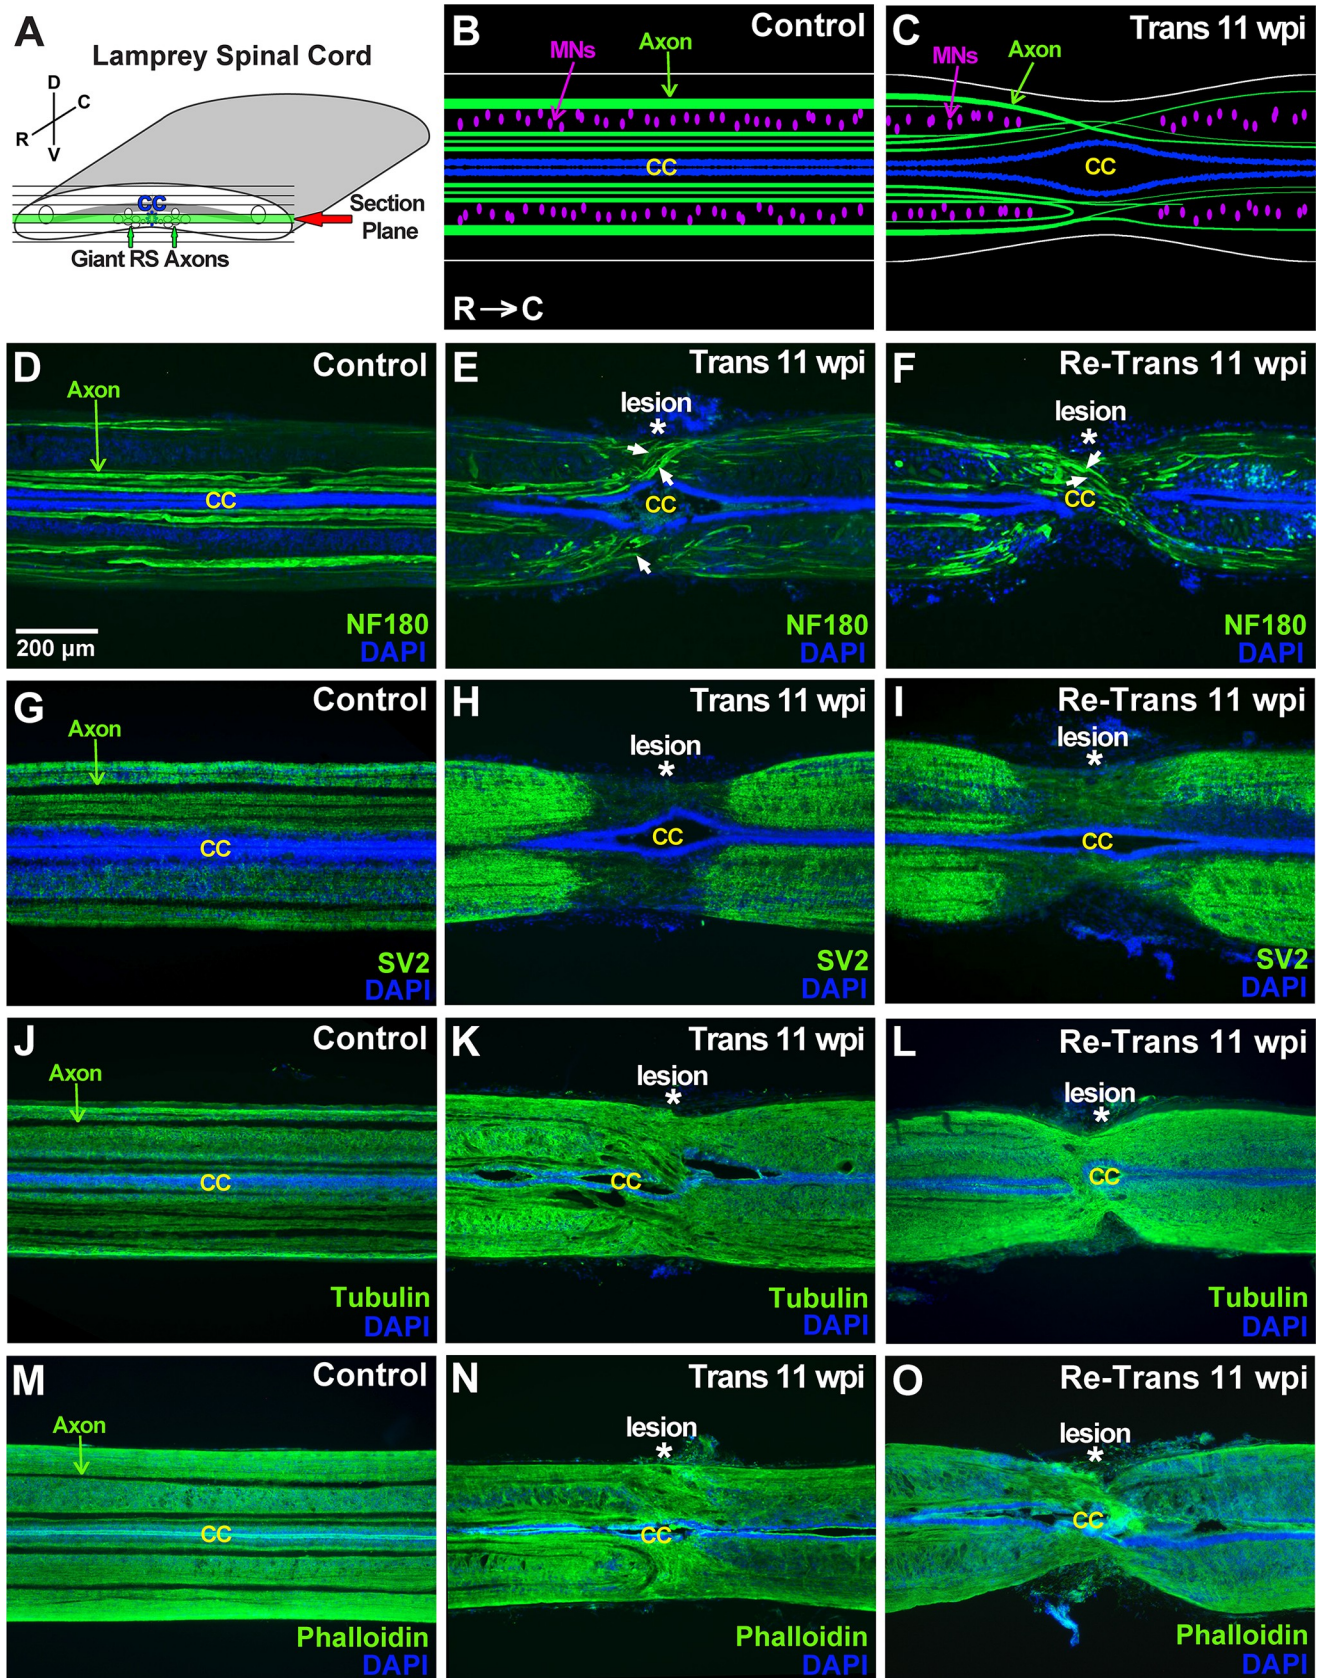 A
Lamprey Spinal Cord
D
C
R
V
CC
Section
Plane
Giant RS Axons
B
Control
MNs
Axon
CC
R → C
C
Trans 11 wpi
MNs
Axon
CC
D
Control
Axon
CC
200 µm
NF180
DAPI
E
Trans 11 wpi
lesion
*
CC
NF180
DAPI
F
Re-Trans 11 wpi
lesion
*
CC
NF180
DAPI
G
Control
Axon
CC
SV2
DAPI
H
Trans 11 wpi
lesion
*
CC
SV2
DAPI
I
Re-Trans 11 wpi
lesion
*
CC
SV2
DAPI
J
Control
Axon
CC
Tubulin
DAPI
K
Trans 11 wpi
lesion
*
CC
Tubulin
DAPI
L
Re-Trans 11 wpi
lesion
*
CC
Tubulin
DAPI
M
Control
Axon
CC
Phalloidin
DAPI
N
Trans 11 wpi
lesion
*
CC
Phalloidin
DAPI
O
Re-Trans 11 wpi
lesion
*
CC
Phalloidin
DAPI